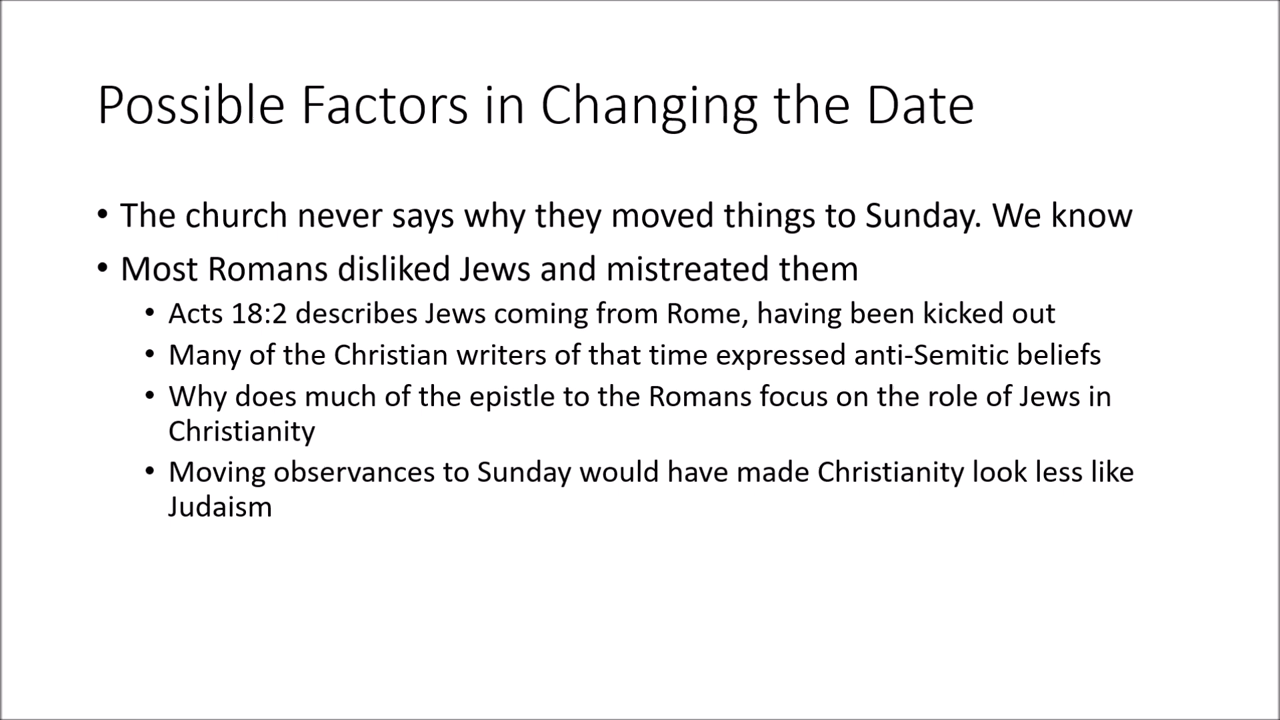 Possible Factors in Changing the Date
• The church never says why they moved things to Sunday. We know
• Most Romans disliked Jews and mistreated them
• Acts 18:2 describes Jews coming from Rome, having been kicked out
• Many of the Christian writers of that time expressed anti-Semitic beliefs
• Why does much of the epistle to the Romans focus on the role of Jews in
Christianity
• Moving observances to Sunday would have made Christianity look less like
Judaism